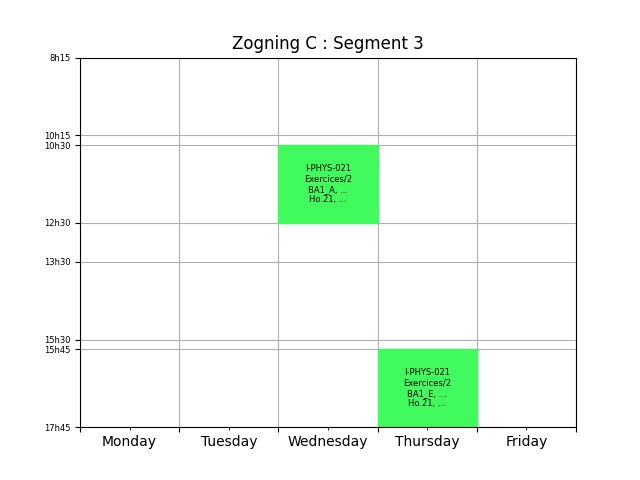 Zogning C : Segment 3
8h15
10h15
10h30
I-PHYS-021
Exercices/2
BA1_A, ...
Ho.21, ...
12h30
13h30
15h30
15h45
I-PHYS-021
Exercices/2
BA1_E, ...
Ho.21, ...
17h45
Monday Tuesday Wednesday Thursday Friday